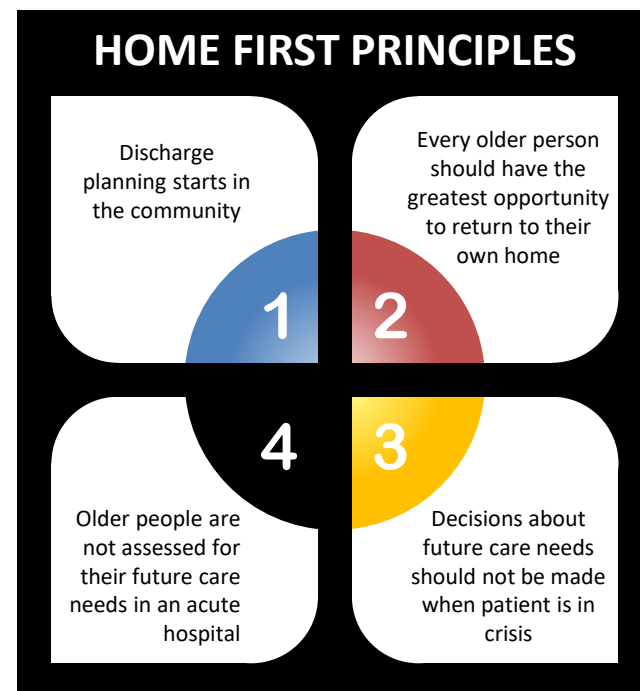 HOME FIRST PRINCIPLES
Discharge
planning starts in
the community
1
Every older person
should have the
greatest opportunity
to return to their
own home
2
3
Decisions about
future care needs
should not be made
when patient is in
crisis
4
Older people are
not assessed for
their future care
needs in an acute
hospital